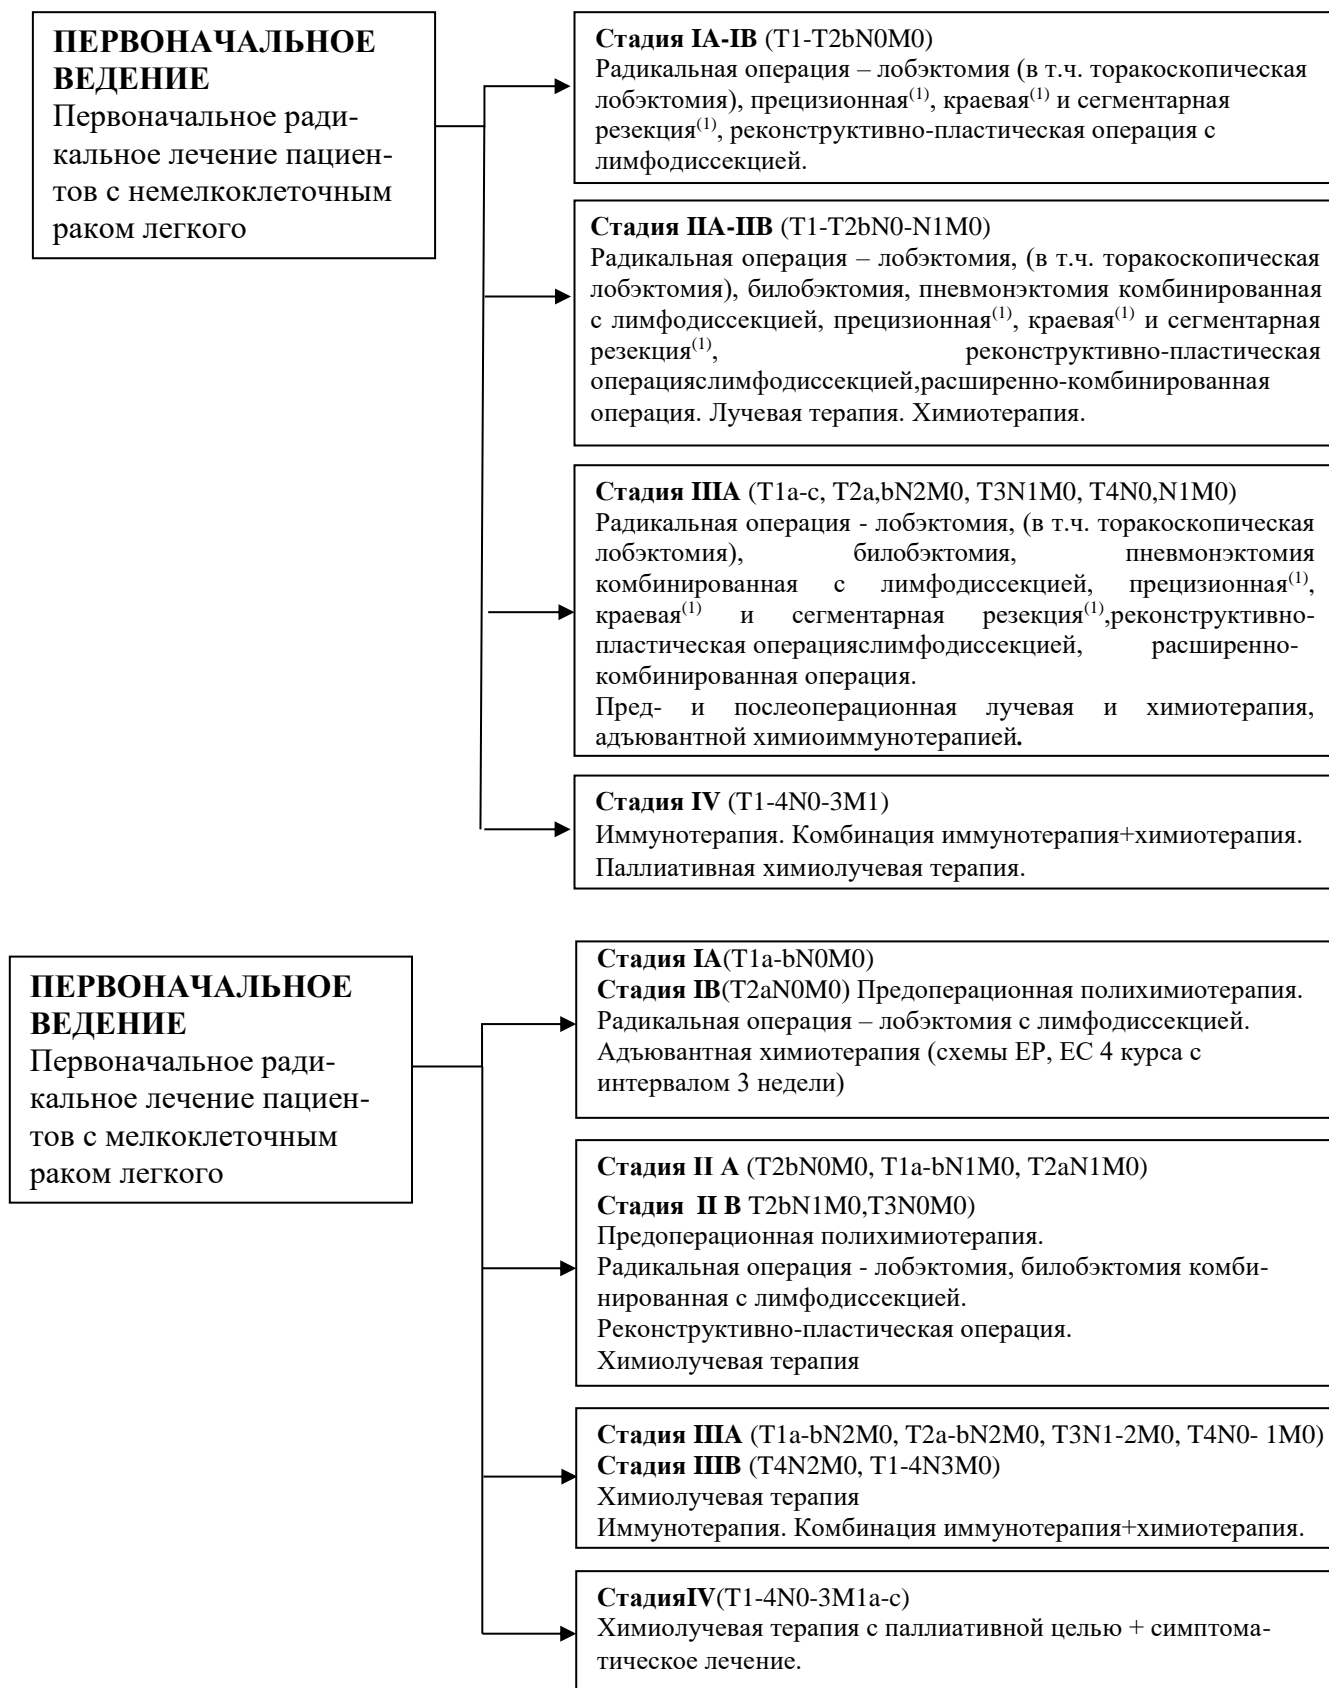 ПЕРВОНАЧАЛЬНОЕ
ВЕДЕНИЕ
Первоначальное ради-
кальное лечение пациен-
тов с немелкоклеточным
раком легкого
Стадия IA-IB (T1-T2bN0M0)
Радикальная операция – лобэктомия (в т.ч. торакоскопическая
лобэктомия), прецизионная(1), краевая(1) и сегментарная
резекция(1), реконструктивно-пластическая операция с
лимфодиссекцией.
Стадия IIA-IIB (T1-T2bN0-N1M0)
Радикальная операция – лобэктомия, (в т.ч. торакоскопическая
лобэктомия), билобэктомия, пневмонэктомия комбинированная
с лимфодиссекцией, прецизионная(1), краевая(1) и сегментарная
резекция(1), реконструктивно-пластическая
операцияслимфодиссекцией,расширенно-комбинированная
операция. Лучевая терапия. Химиотерапия.
Стадия IIIA (T1a-c, T2a,bN2M0, T3N1M0, T4N0,N1M0)
Радикальная операция - лобэктомия, (в т.ч. торакоскопическая
лобэктомия), билобэктомия, пневмонэктомия
комбинированная с лимфодиссекцией, прецизионная(1),
краевая(1) и сегментарная резекция(1),реконструктивно-
пластическая операцияслимфодиссекцией, расширенно-
комбинированная операция.
Пред- и послеоперационная лучевая и химиотерапия,
адъювантной химиоиммунотерапией.
Стадия IV (T1-4N0-3M1)
Иммунотерапия. Комбинация иммунотерапия+химиотерапия.
Паллиативная химиолучевая терапия.
ПЕРВОНАЧАЛЬНОЕ
ВЕДЕНИЕ
Первоначальное ради-
кальное лечение пациен-
тов с мелкоклеточным
раком легкого
Стадия IA(T1a-bN0M0)
Стадия IB(T2aN0M0) Предоперационная полихимиотерапия.
Радикальная операция – лобэктомия с лимфодиссекцией.
Адъювантная химиотерапия (схемы EP, EC 4 курса с
интервалом 3 недели)
Стадия II A (T2bN0M0, T1a-bN1M0, T2aN1M0)
Стадия II B T2bN1M0,T3N0M0)
Предоперационная полихимиотерапия.
Радикальная операция - лобэктомия, билобэктомия комби-
нированная с лимфодиссекцией.
Реконструктивно-пластическая операция.
Химиолучевая терапия
Стадия IIIA (T1a-bN2M0, T2a-bN2M0, T3N1-2M0, T4N0- 1M0)
Стадия IIIB (T4N2M0, T1-4N3M0)
Химиолучевая терапия
Иммунотерапия. Комбинация иммунотерапия+химиотерапия.
СтадияIV(T1-4N0-3M1a-c)
Химиолучевая терапия с паллиативной целью + симптома-
тическое лечение.